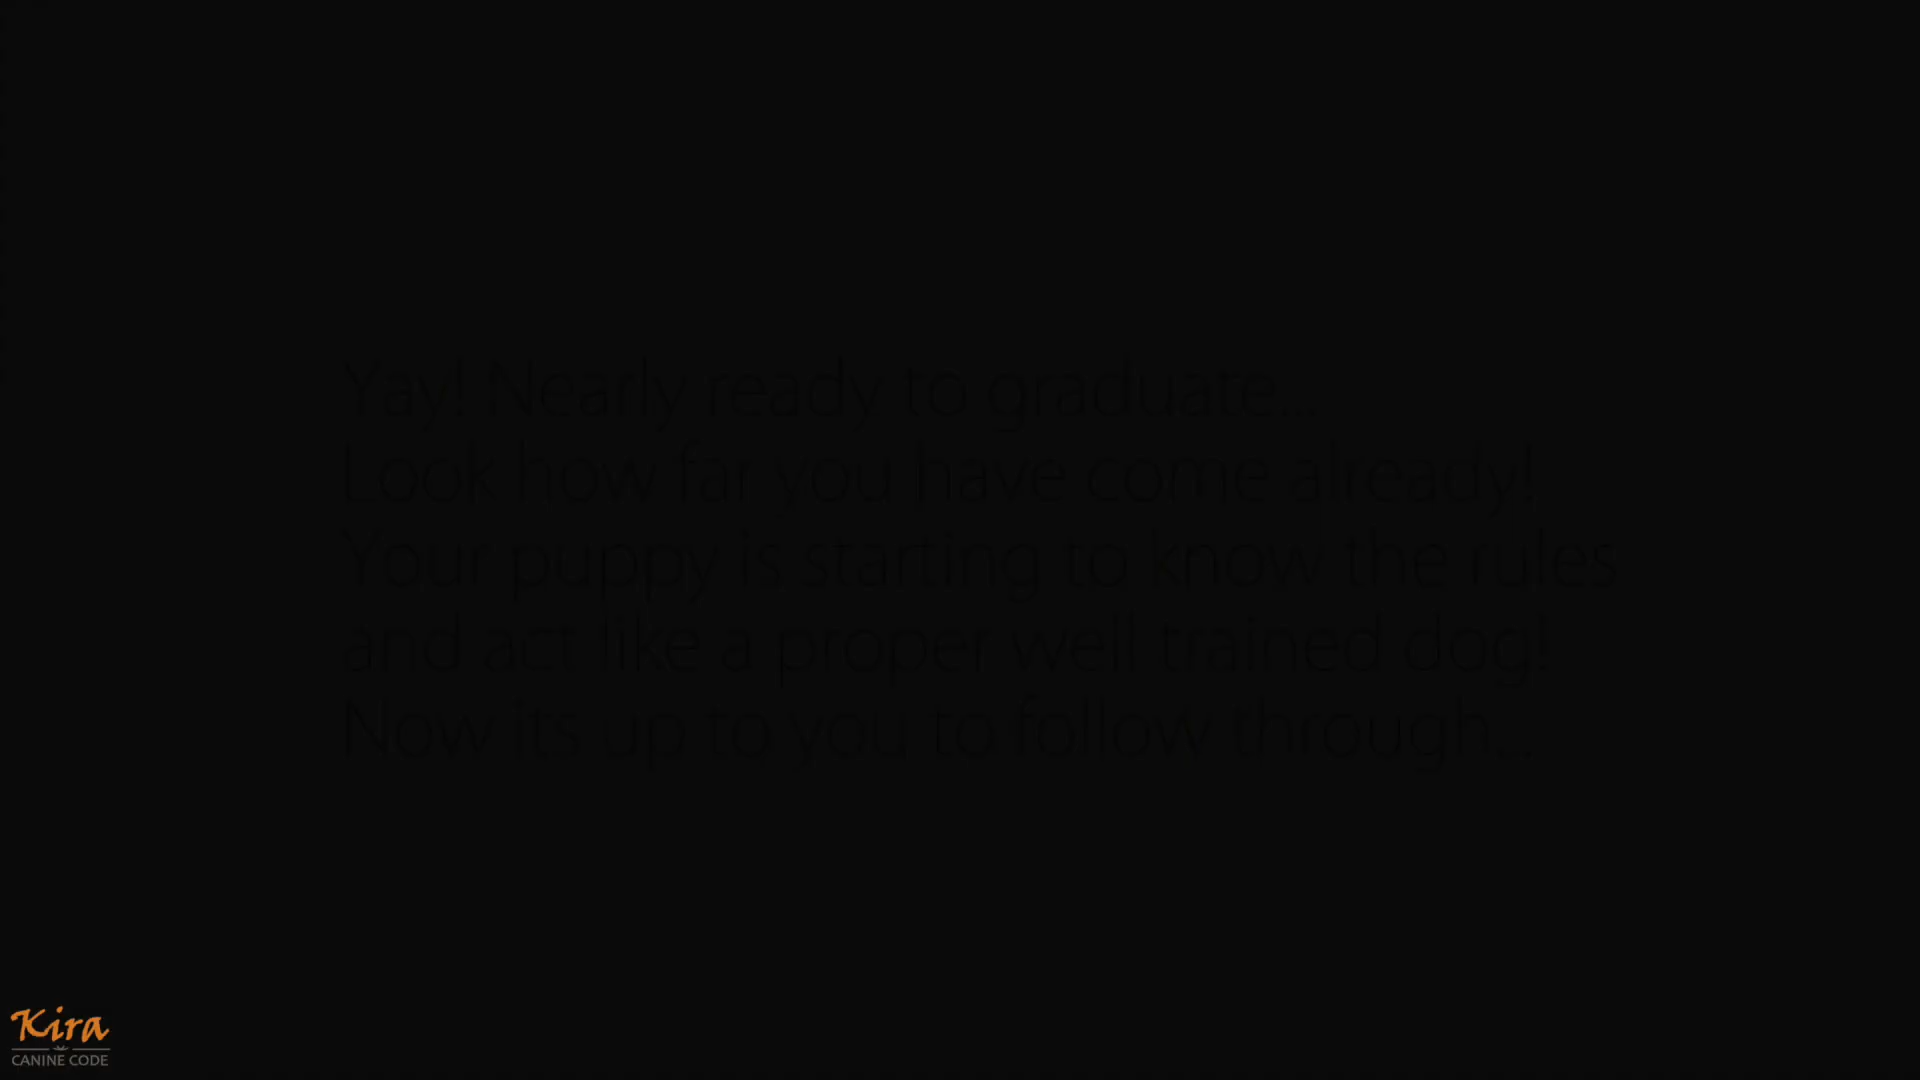 Yay! Nearly ready to graduate...
Look how far you have come already!
Your puppy is starting to know the rules
and act like a proper well trained dog!
Now its up to you to follow through...
Kira
CANINE CODE